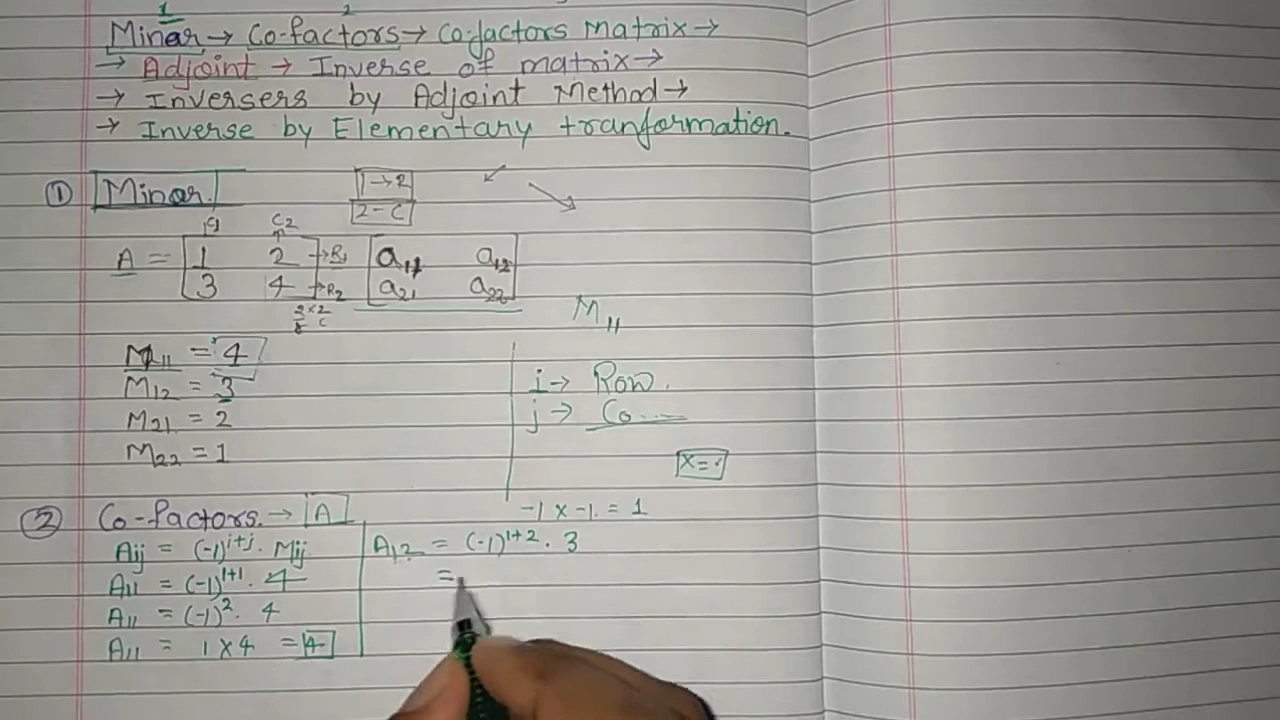 1 2
Minar → Co-factors → Co-factors Matrix →
→ Adjoint → Inverse of matrix →
→ Inversers by Adjoint Method →
→ Inverse by Elementary tranformation.
① Minar 1→R
2-C
C2
A = [1 2 →R1 [a11 a12
3 4 →R2 a21 a22]
2×2
C
M11
M11 = 4
M12 = 3
M21 = 2
M22 = 1
i → Row.
j → Co....
x=
② Co-factors. → A
-1 x -1. = 1
Aij = (-1)^i+j . Mij
A11 = (-1)^1+1 . 4
A11 = (-1)^2 . 4
A11 = 1 x 4 = 4
A12 = (-1)^1+2 . 3
=